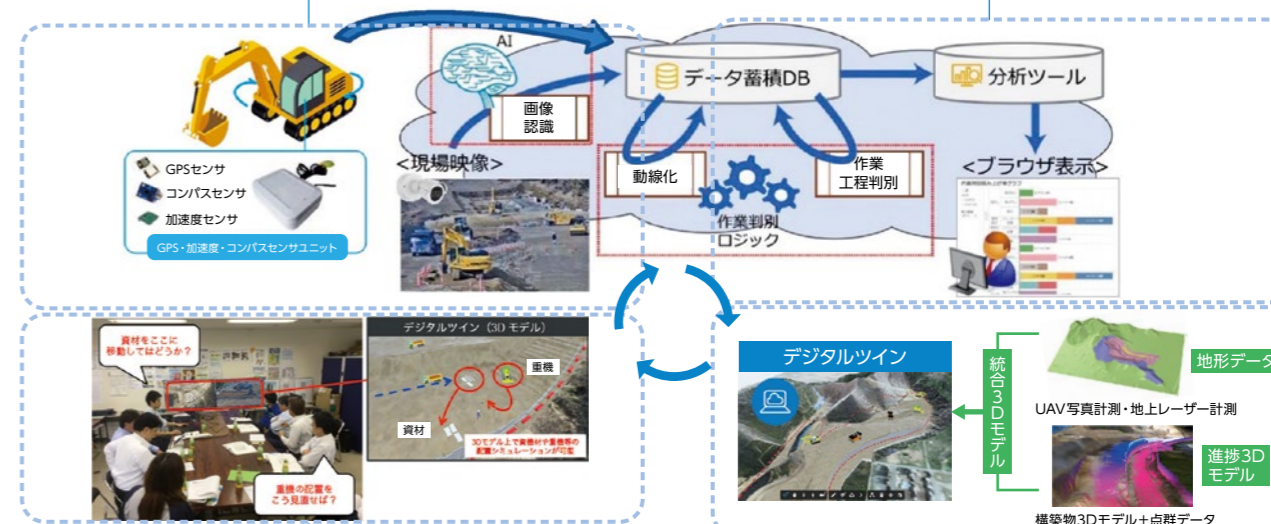 AI
データ蓄積DB
分析ツール
画像
認識
GPSセンサ
コンパスセンサ
加速度センサ
GPS・加速度・コンパスセンサユニット
<現場映像>
動線化
作業
工程判別
作業判別
ロジック
<ブラウザ表示>
資材をここに
移動してはどうか？
重機の配置を
こう見直せば？
デジタルツイン（3Dモデル）
重機
資材
3Dモデル上で資機材や重機等の
配置シミュレーションが可能
デジタルツイン
統合3Dモデル
地形データ
UAV写真計測・地上レーザー計測
進捗3D
モデル
構築物3Dモデル+点群データ